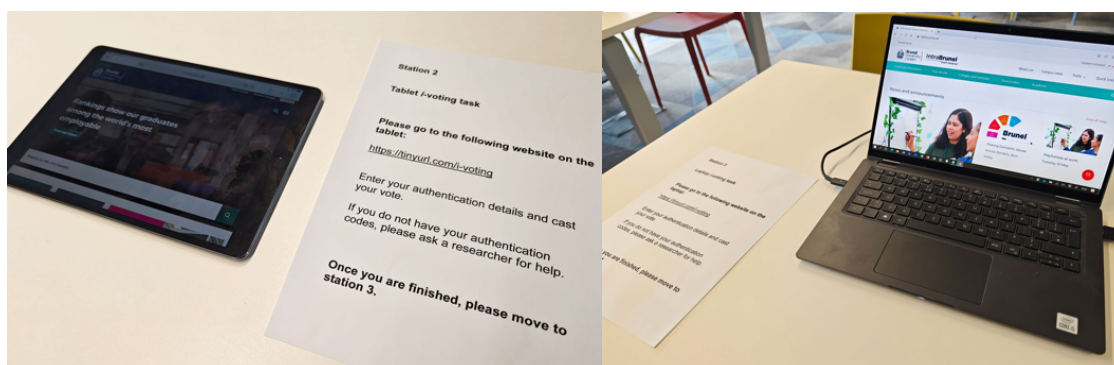 Brunel
Rankings show our graduates
among the world's most
employable
Station 2
Tablet i-voting task
Please go to the following website on the
tablet:
https://tinyurl.com/i-voting
Enter your authentication details and cast
your vote.
If you do not have your authentication
codes, please ask a researcher for help.
Once you are finished, please move to
station 3.
Station 3
Laptop i-voting task
Please go to the following website on the
laptop:
https://tinyurl.com/i-voting
Enter your authentication details and cast
your vote.
If you do not have your authentication
codes, please ask a researcher for help.
you are finished, please move to
Brunel
intraBrunel
News and announcements
Brunel
CORE i5